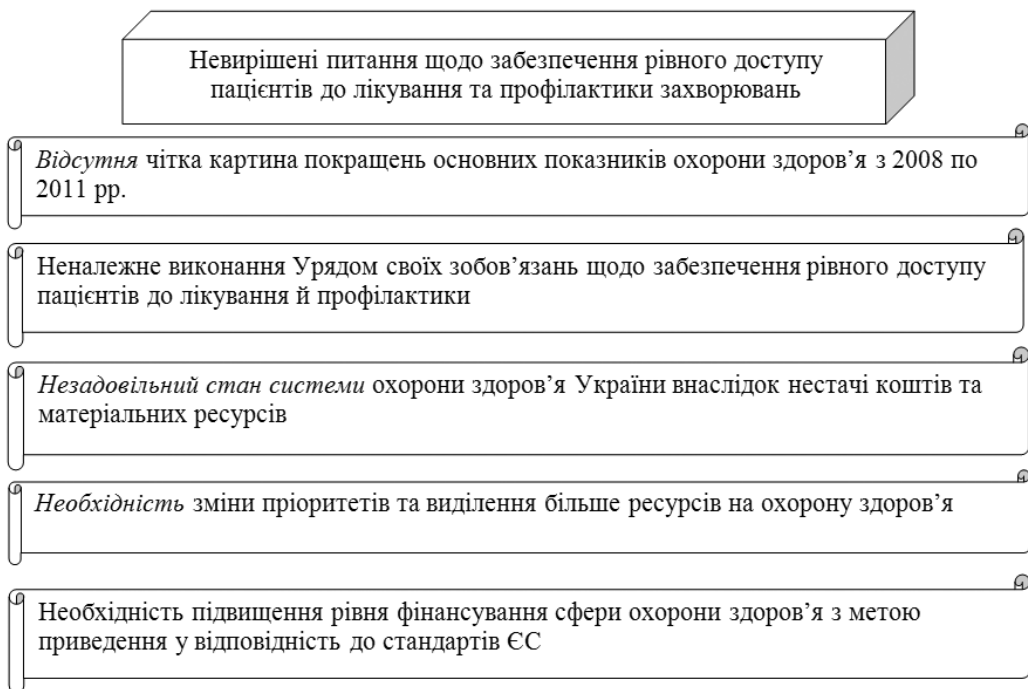 Невирішені питання щодо забезпечення рівного доступу
пацієнтів до лікування та профілактики захворювань
Відсутня чітка картина покращень основних показників охорони здоров’я з 2008 по
2011 рр.
Неналежне виконання Урядом своїх зобов’язань щодо забезпечення рівного доступу
пацієнтів до лікування й профілактики
Незадовільний стан системи охорони здоров’я України внаслідок нестачі коштів та
матеріальних ресурсів
Необхідність зміни пріоритетів та виділення більше ресурсів на охорону здоров’я
Необхідність підвищення рівня фінансування сфери охорони здоров’я з метою
приведення у відповідність до стандартів ЄС